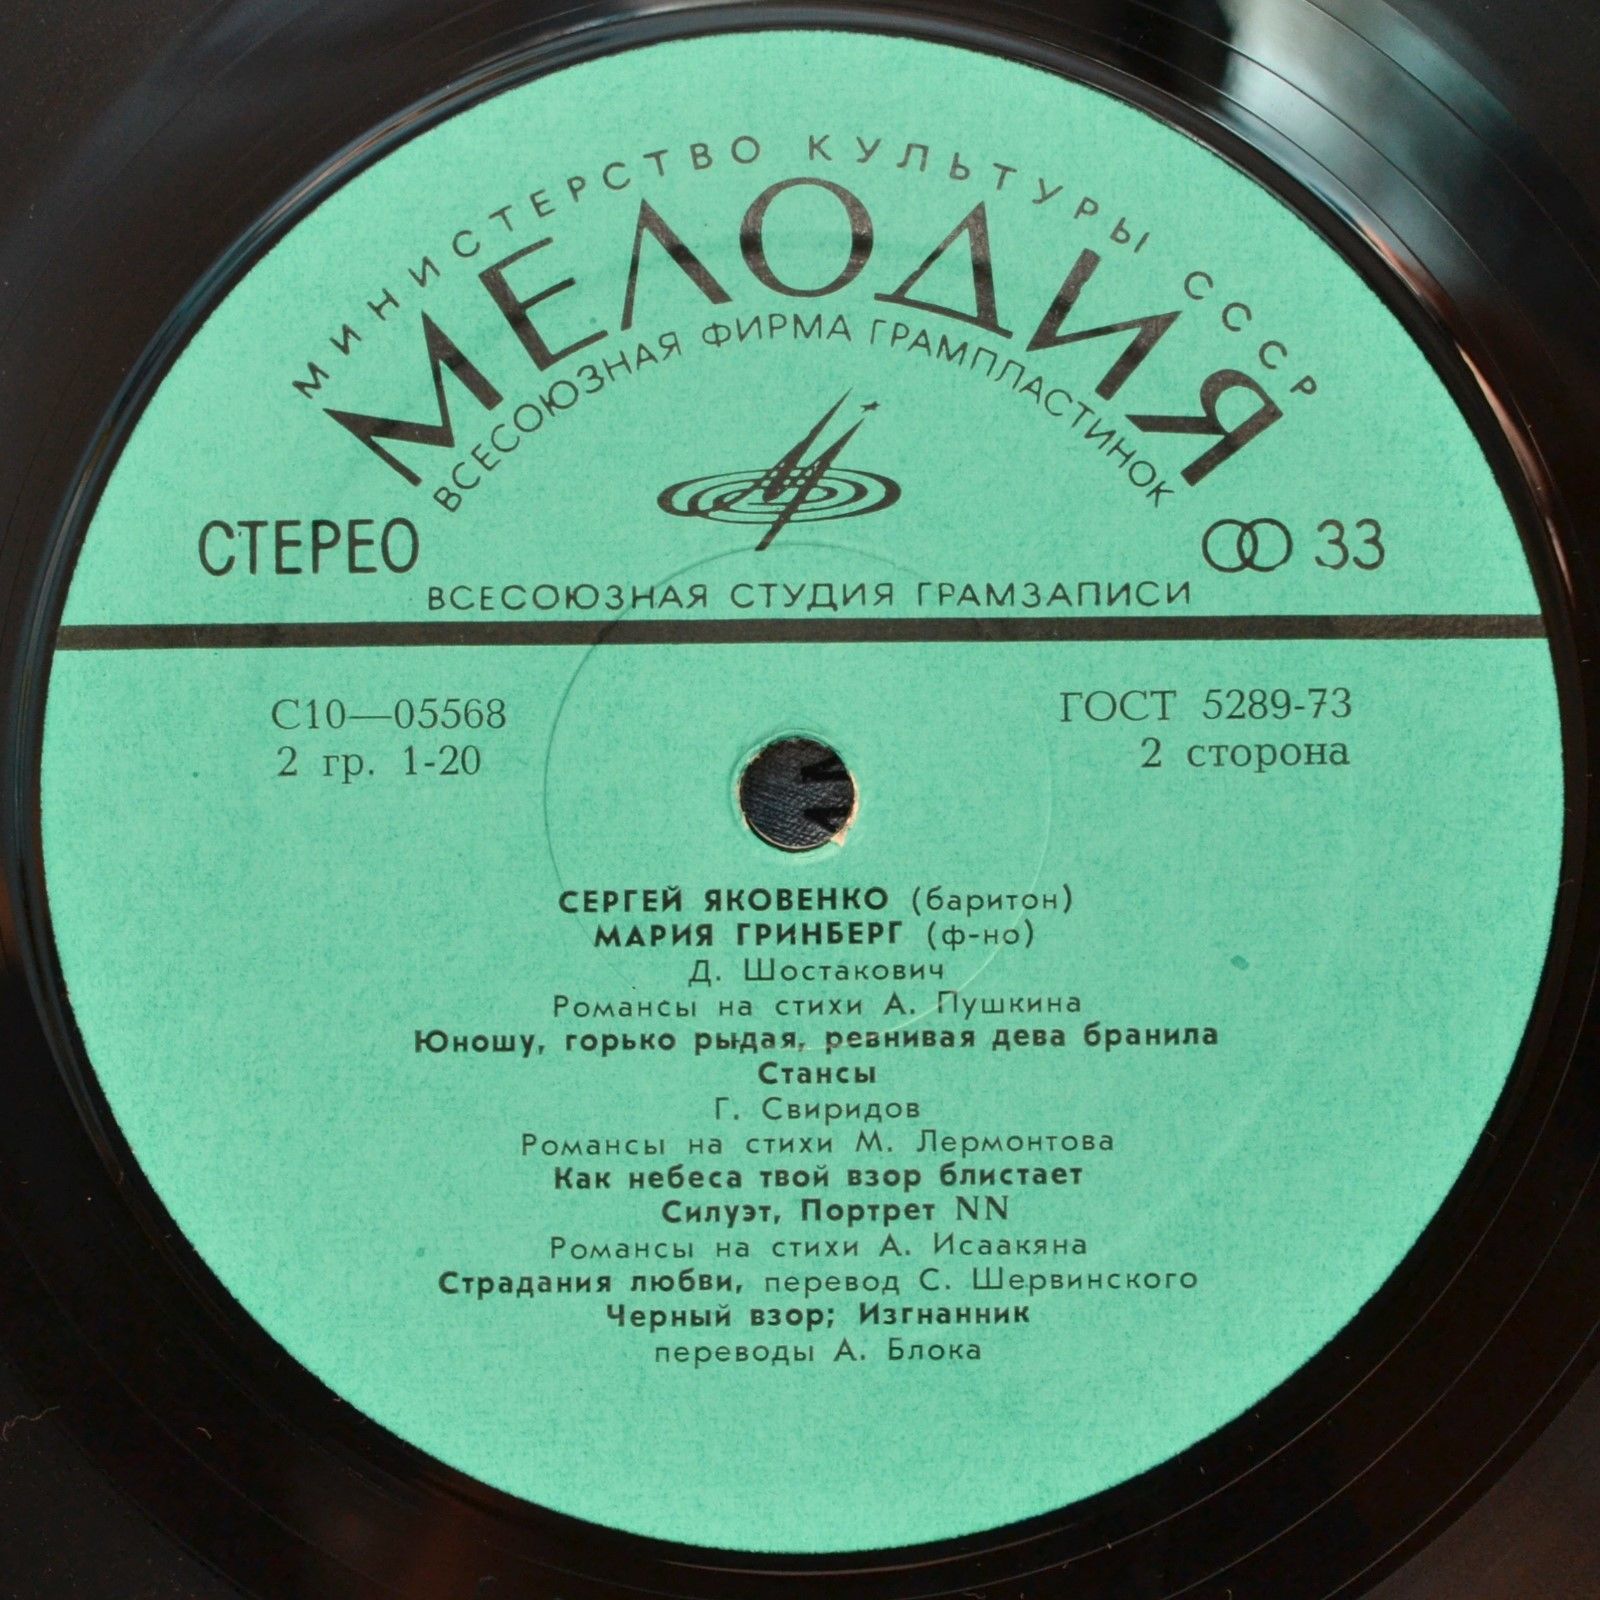 МИНИСТЕРСТВО КУЛЬТУРЫ СССР
МЕЛОДИЯ
ВСЕСОЮЗНАЯ ФИРМА ГРАМПЛАСТИНОК
СТЕРЕО
33
ВСЕСОЮЗНАЯ СТУДИЯ ГРАМЗАПИСИ
С10—05568
ГОСТ 5289-73
2 гр. 1-20
2 сторона
СЕРГЕЙ ЯКОВЕНКО (баритон)
МАРИЯ ГРИНБЕРГ (ф-но)
Д. Шостакович
Романсы на стихи А. Пушкина
Юношу, горько рыдая, ревнивая дева бранила
Стансы
Г. Свиридов
Романсы на стихи М. Лермонтова
Как небеса твой взор блистает
Силуэт, Портрет NN
Романсы на стихи А. Исаакяна
Страдания любви, перевод С. Шервинского
Черный взор; Изгнанник
переводы А. Блока